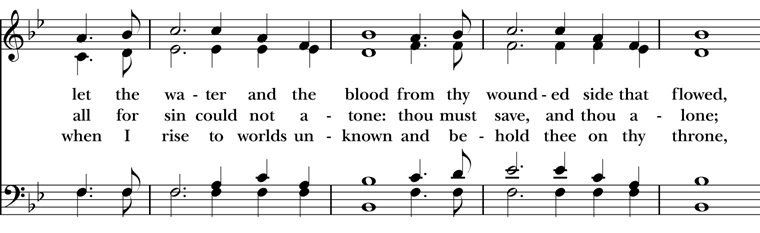 let the wa - ter and the blood from thy wound - ed side that flowed,
all for sin could not a - tone: thou must save, and thou a - lone;
when I rise to worlds un - known and be - hold thee on thy throne,